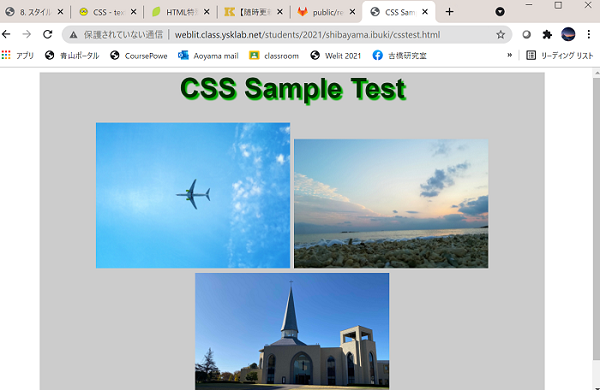 8. スタイル
CSS - tex
HTML特
【随時更
public/re
CSS Sam
保護されていない通信 | weblit.class.ysklab.net/students/2021/shibayama.ibuki/csstest.html
アプリ 青山ポータル CoursePowe Aoyama mail classroom Welit 2021 古橋研究室 » リーディング リスト
CSS Sample Test